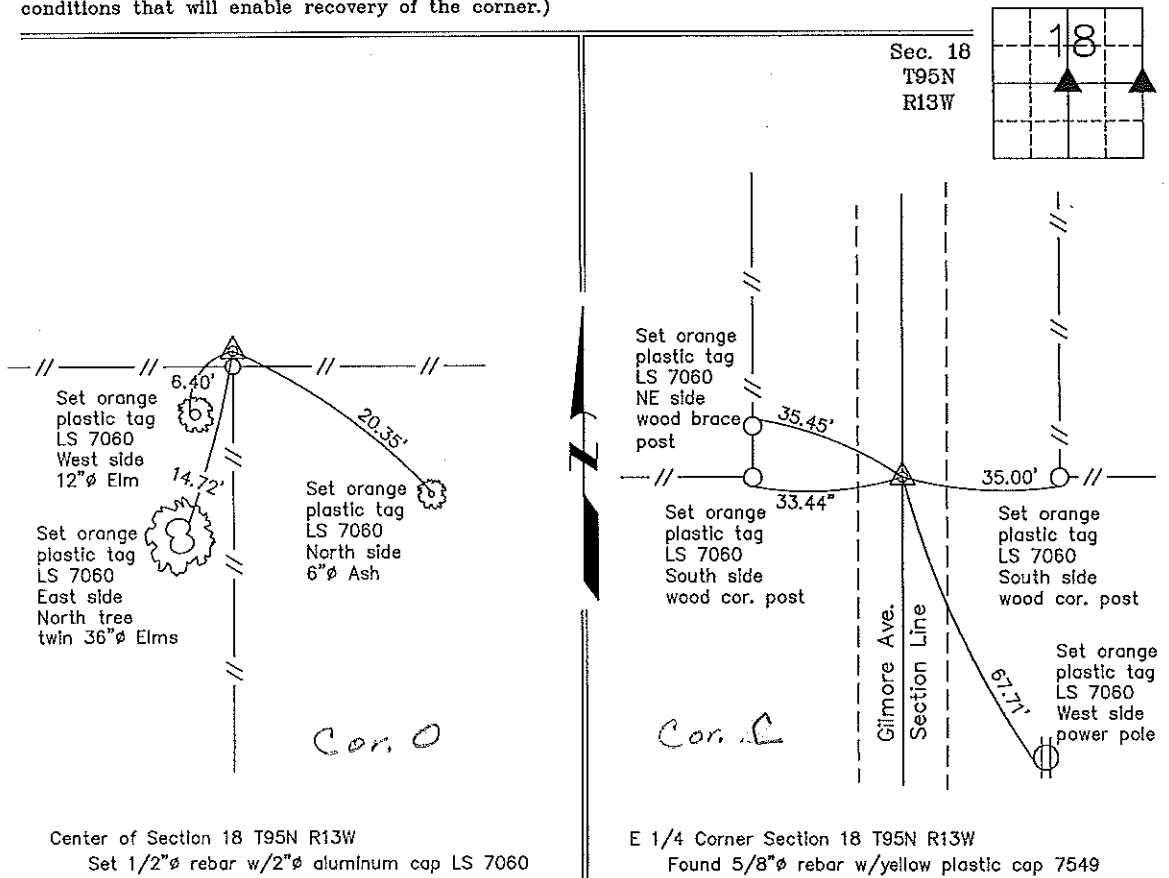 conditions that will enable recovery of the corner.)
Sec. 18
T95N
R13W
18
6.40'
Set orange
plastic tag
LS 7060
West side
12"ø Elm
14.72'
Set orange
plastic tag
LS 7060
East side
North tree
twin 36"ø Elms
20.35'
Set orange
plastic tag
LS 7060
North side
6"ø Ash
Cor. O
Center of Section 18 T95N R13W
Set 1/2"ø rebar w/2"ø aluminum cap LS 7060
Z
Set orange
plastic tag
LS 7060
NE side
wood brace
post
35.45'
33.44"
Set orange
plastic tag
LS 7060
South side
wood cor. post
35.00'
Set orange
plastic tag
LS 7060
South side
wood cor. post
Gilmore Ave.
Section Line
67.71'
Set orange
plastic tag
LS 7060
West side
power pole
Cor. C
E 1/4 Corner Section 18 T95N R13W
Found 5/8"ø rebar w/yellow plastic cap 7549